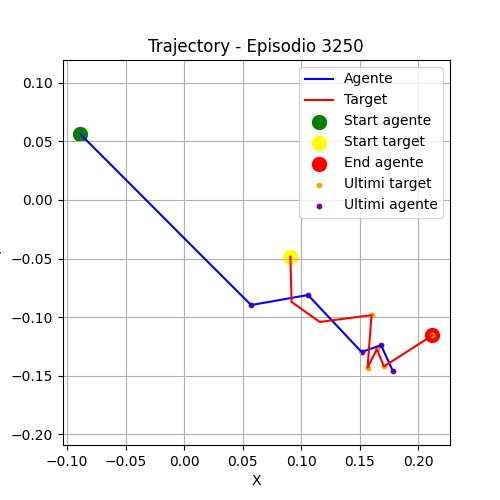 Trajectory - Episodio 3250
Agente
Target
Start agente
Start target
End agente
Ultimi target
Ultimi agente
0.10
0.05
0.00
−0.05
−0.10
−0.15
−0.20
−0.10
−0.05
0.00
0.05
0.10
0.15
0.20
X